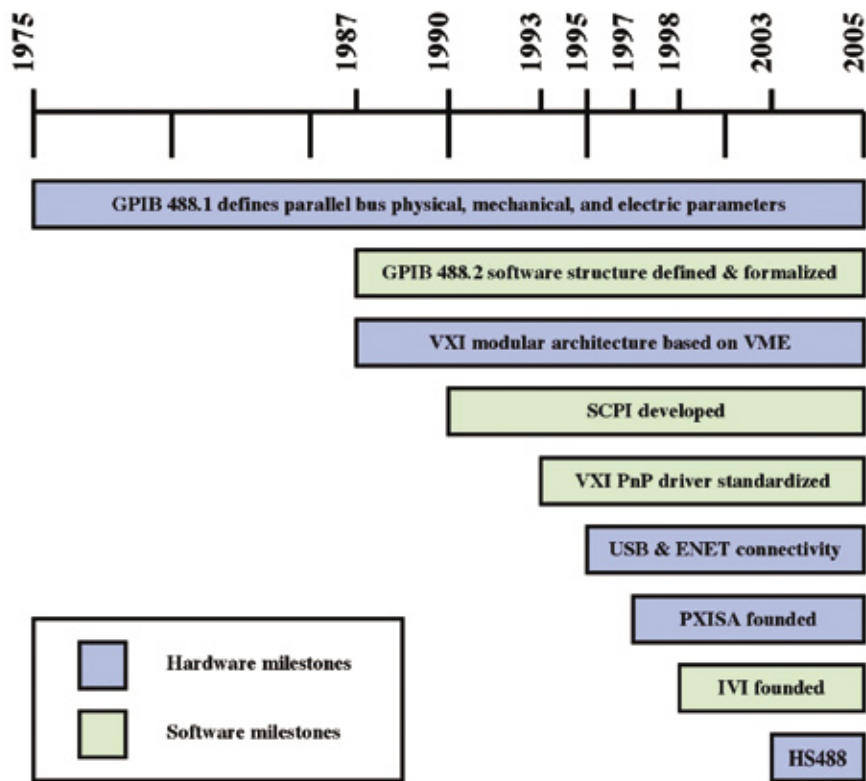 1975
1987
1990
1993
1995
1997
1998
2003
2005
GPIB 488.1 defines parallel bus physical, mechanical, and electric parameters
GPIB 488.2 software structure defined & formalized
VXI modular architecture based on VME
SCPI developed
VXI PnP driver standardized
USB & ENET connectivity
PXISA founded
IVI founded
HS488
Hardware milestones
Software milestones